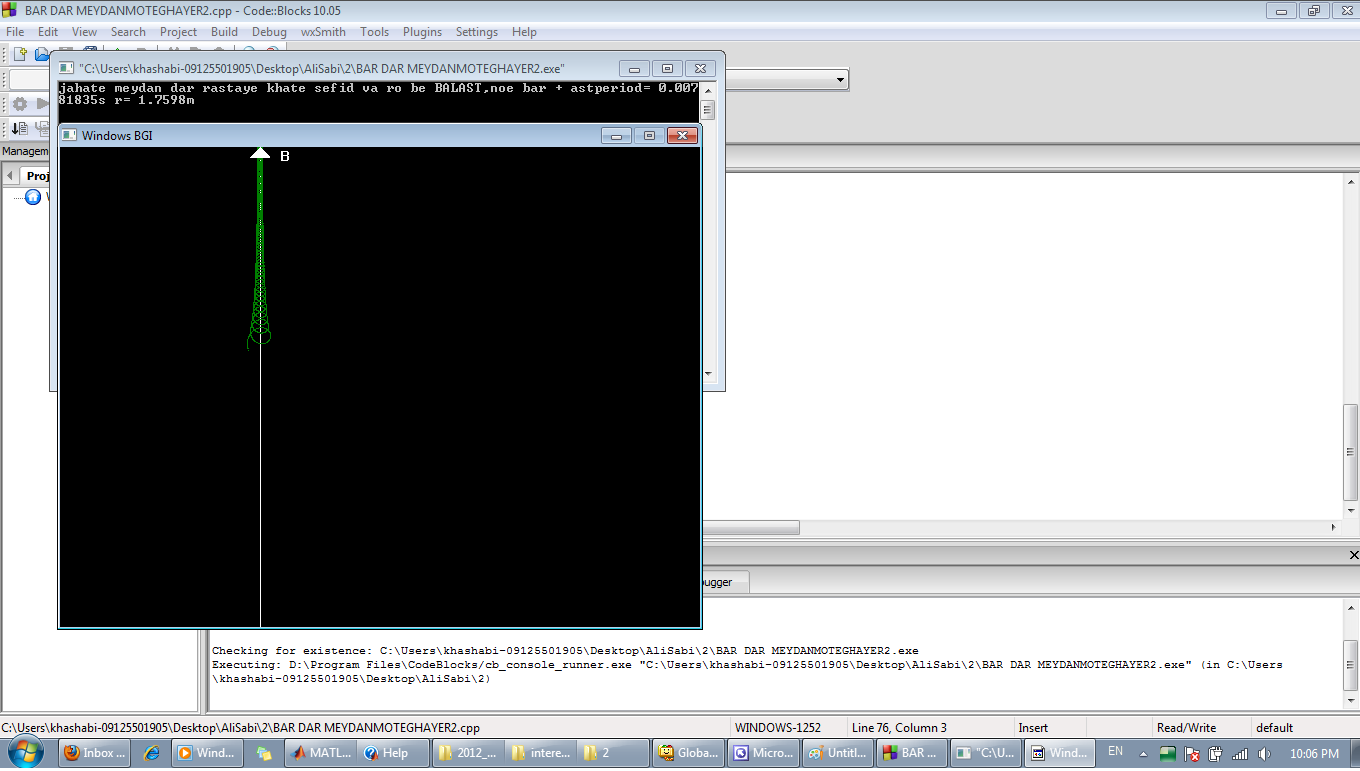 BAR DAR MEYDANMOTEGHAYER2.cpp - Code::Blocks 10.05
File Edit View Search Project Build Debug wxSmith Tools Plugins Settings Help
"C:\Users\khashabi-09125501905\Desktop\AliSabi\2\BAR DAR MEYDANMOTEGHAYER2.exe"
jahate meydan dar rastaye khate sefid va ro be BALAST,noe bar + astperiod= 0.007
81835s r= 1.7598m
Windows BGI
B
Managem
Proj
ugger
Checking for existence: C:\Users\khashabi-09125501905\Desktop\AliSabi\2\BAR DAR MEYDANMOTEGHAYER2.exe
Executing: D:\Program Files\CodeBlocks/cb_console_runner.exe "C:\Users\khashabi-09125501905\Desktop\AliSabi\2\BAR DAR MEYDANMOTEGHAYER2.exe" (in C:\Users
\khashabi-09125501905\Desktop\AliSabi\2)
C:\Users\khashabi-09125501905\Desktop\AliSabi\2\BAR DAR MEYDANMOTEGHAYER2.cpp WINDOWS-1252 Line 76, Column 3 Insert Read/Write default
Inbox ... Wind... MATL... Help 2012_... intere... 2 Globa... Micro... Untitl... BAR ... "C:\U... Wind... EN 10:06 PM